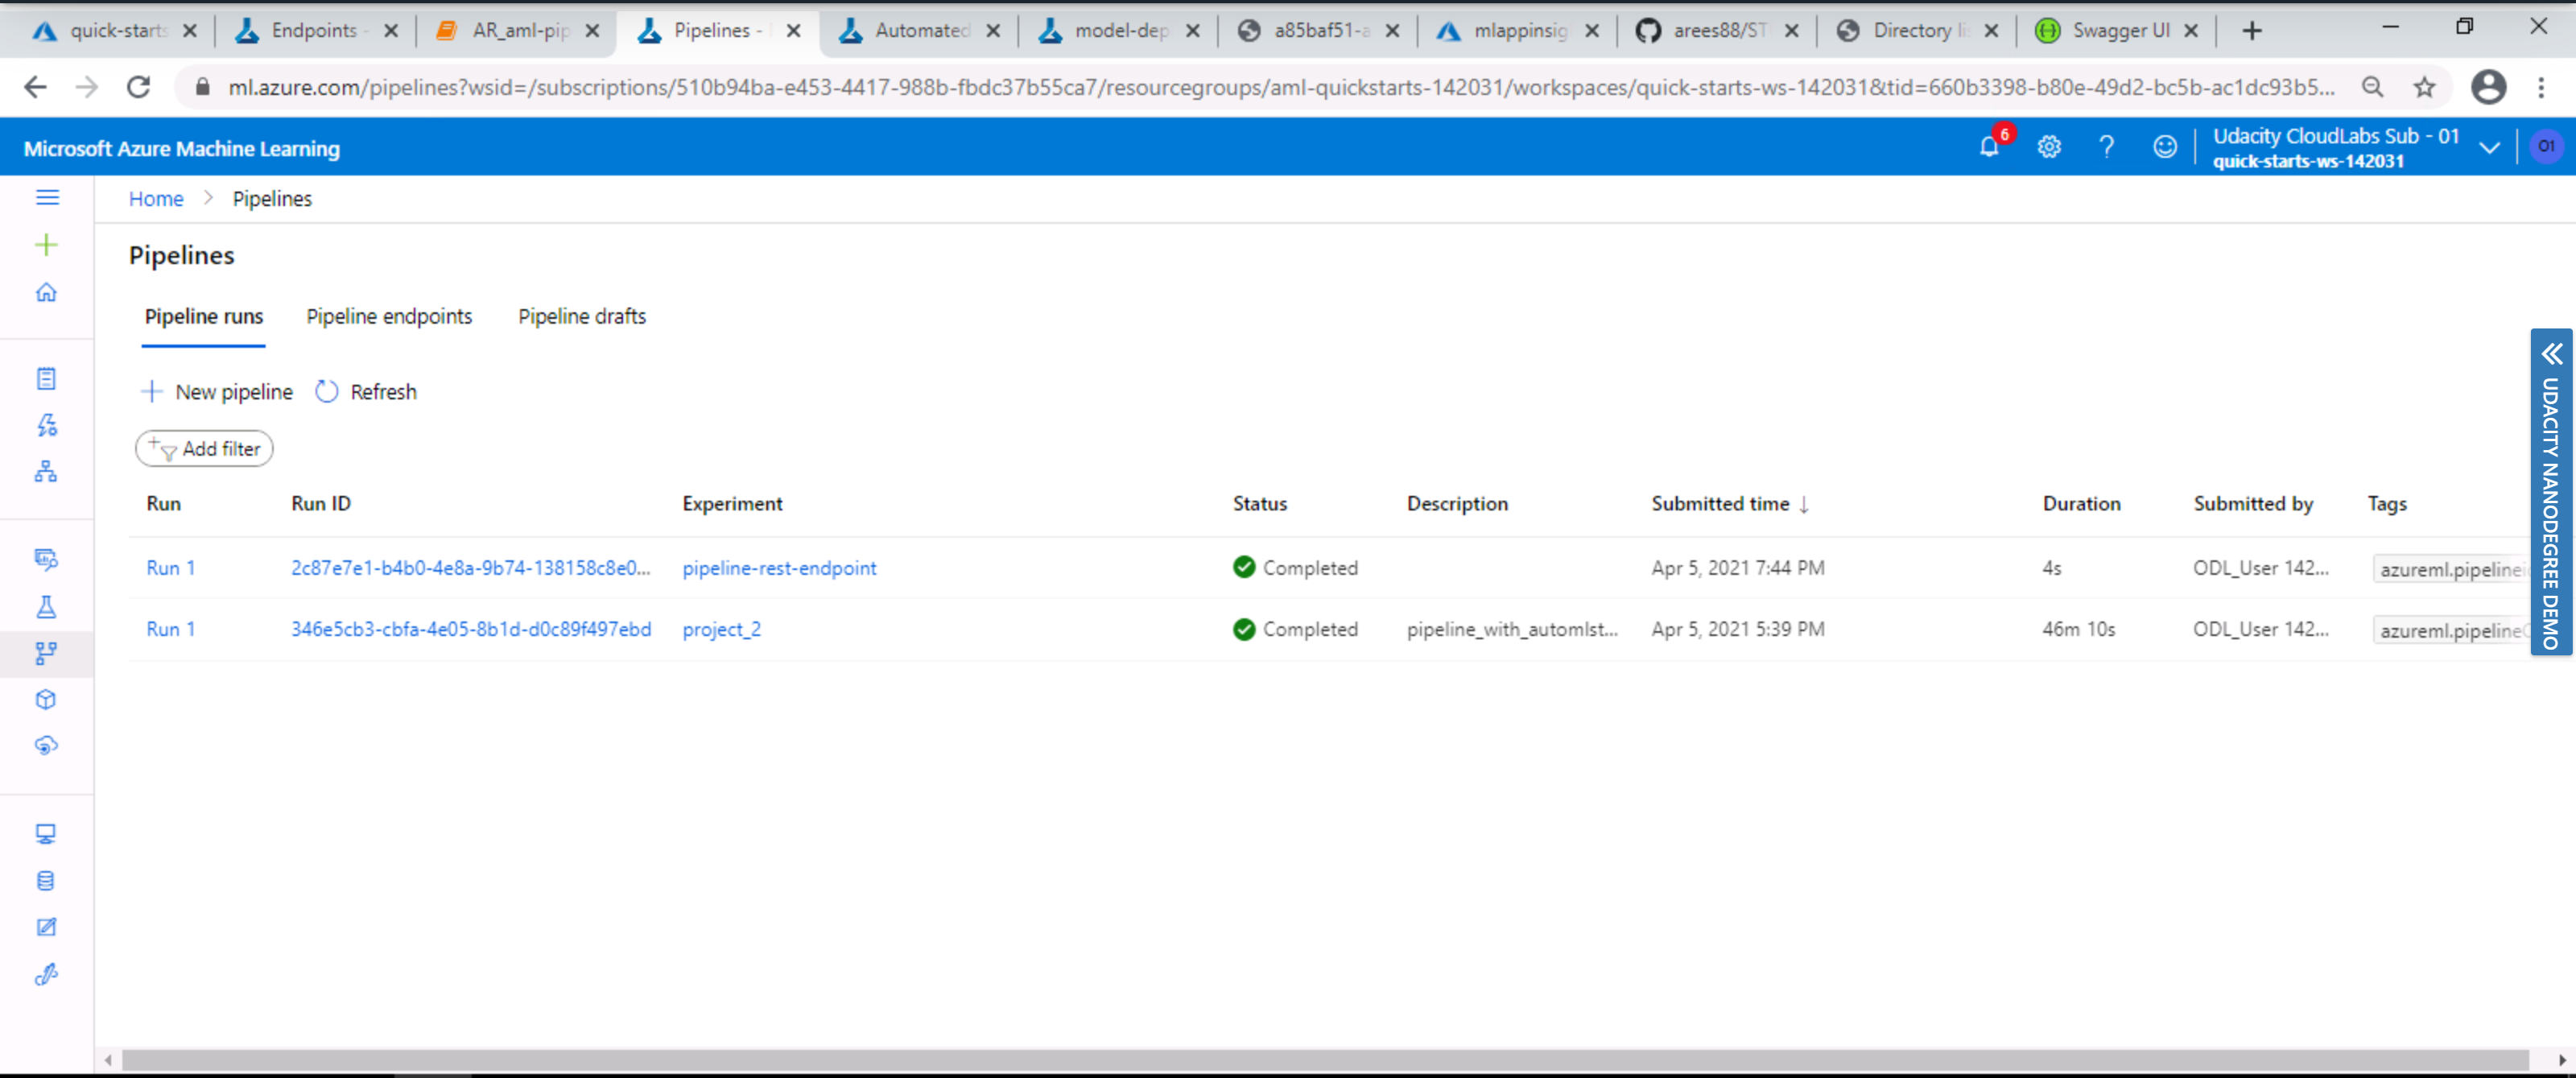 quick-starts Endpoints - AR_aml-pip Pipelines - Automated model-dep a85baf51-a mlappinsig arees88/ST Directory li Swagger UI
ml.azure.com/pipelines?wsid=/subscriptions/510b94ba-e453-4417-988b-fbdc37b55ca7/resourcegroups/aml-quickstarts-142031/workspaces/quick-starts-ws-142031&tid=660b3398-b80e-49d2-bc5b-ac1dc93b5...
Microsoft Azure Machine Learning
6
Udacity CloudLabs Sub - 01
quick-starts-ws-142031
O1
Home > Pipelines
Pipelines
Pipeline runs Pipeline endpoints Pipeline drafts
New pipeline Refresh
Add filter
Run Run ID Experiment Status Description Submitted time ↓ Duration Submitted by Tags
Run 1 2c87e7e1-b4b0-4e8a-9b74-138158c8e0... pipeline-rest-endpoint Completed Apr 5, 2021 7:44 PM 4s ODL_User 142... azureml.pipelinei
Run 1 346e5cb3-cbfa-4e05-8b1d-d0c89f497ebd project_2 Completed pipeline_with_automlst... Apr 5, 2021 5:39 PM 46m 10s ODL_User 142... azureml.pipelineC
UDACITY NANODEGREE DEMO